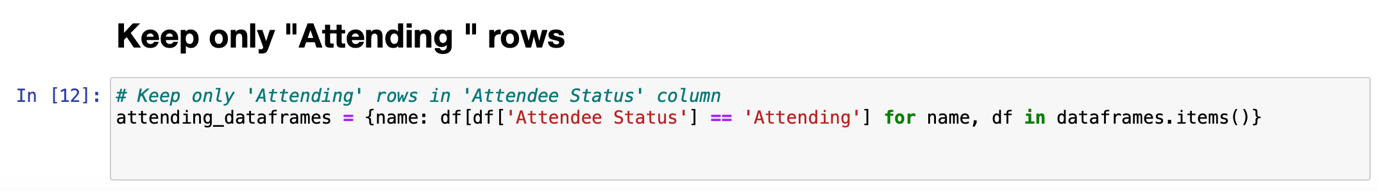 Keep only "Attending " rows
In [12]: # Keep only 'Attending' rows in 'Attendee Status' column
attending_dataframes = {name: df[df['Attendee Status'] == 'Attending'] for name, df in dataframes.items()}